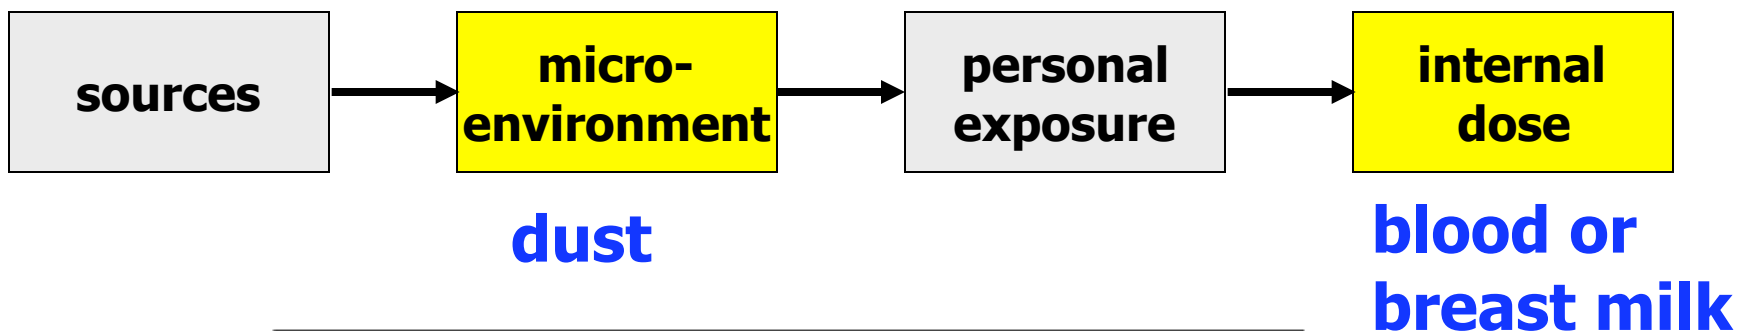 sources
micro-
environment
personal
exposure
internal
dose
dust
blood or
breast milk